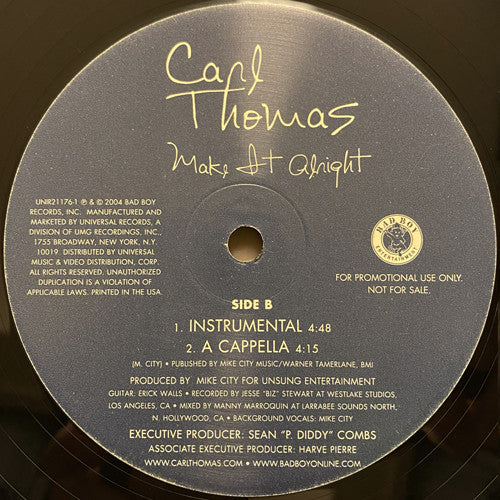 Carl
Thomas
Make It Alright
UNIR21176-1 ℗ & © 2004 BAD BOY
RECORDS, INC. MANUFACTURED AND
MARKETED BY UNIVERSAL RECORDS, A
DIVISION OF UMG RECORDINGS, INC.,
1755 BROADWAY, NEW YORK, N.Y.
10019. DISTRIBUTED BY UNIVERSAL
MUSIC & VIDEO DISTRIBUTION, CORP.
ALL RIGHTS RESERVED. UNAUTHORIZED
DUPLICATION IS A VIOLATION OF
APPLICABLE LAWS. PRINTED IN THE USA.
BAD BOY
ENTERTAINMENT
FOR PROMOTIONAL USE ONLY.
NOT FOR SALE.
SIDE B
1. INSTRUMENTAL 4:48
2. A CAPPELLA 4:15
(M. CITY) • PUBLISHED BY MIKE CITY MUSIC/WARNER TAMERLANE, BMI
PRODUCED BY MIKE CITY FOR UNSUNG ENTERTAINMENT
GUITAR: ERICK WALLS • RECORDED BY JESSE "BIZ" STEWART AT WESTLAKE STUDIOS,
LOS ANGELES, CA • MIXED BY MANNY MARROQUIN AT LARRABEE SOUNDS NORTH,
N. HOLLYWOOD, CA • BACKGROUND VOCALS: MIKE CITY
EXECUTIVE PRODUCER: SEAN "P. DIDDY" COMBS
ASSOCIATE EXECUTIVE PRODUCER: HARVE PIERRE
WWW.CARLTHOMAS.COM • WWW.BADBOYONLINE.COM